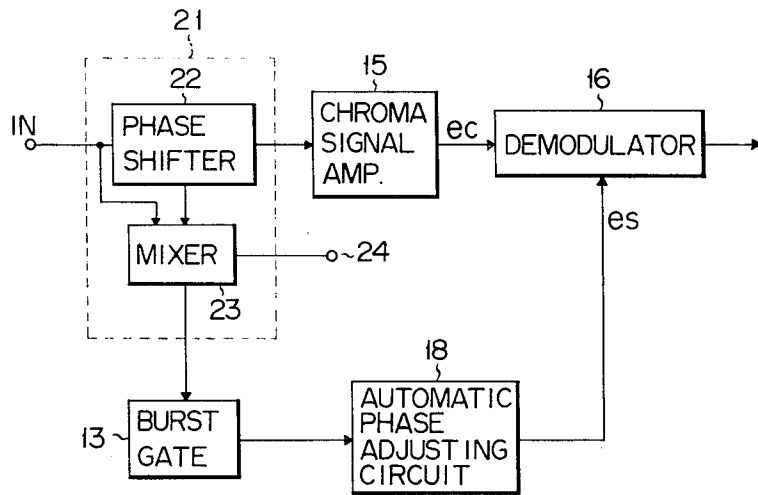 21
22
15
16
IN
PHASE
SHIFTER
CHROMA
SIGNAL
AMP.
ec
DEMODULATOR
es
MIXER
24
23
18
13
BURST
GATE
AUTOMATIC
PHASE
ADJUSTING
CIRCUIT